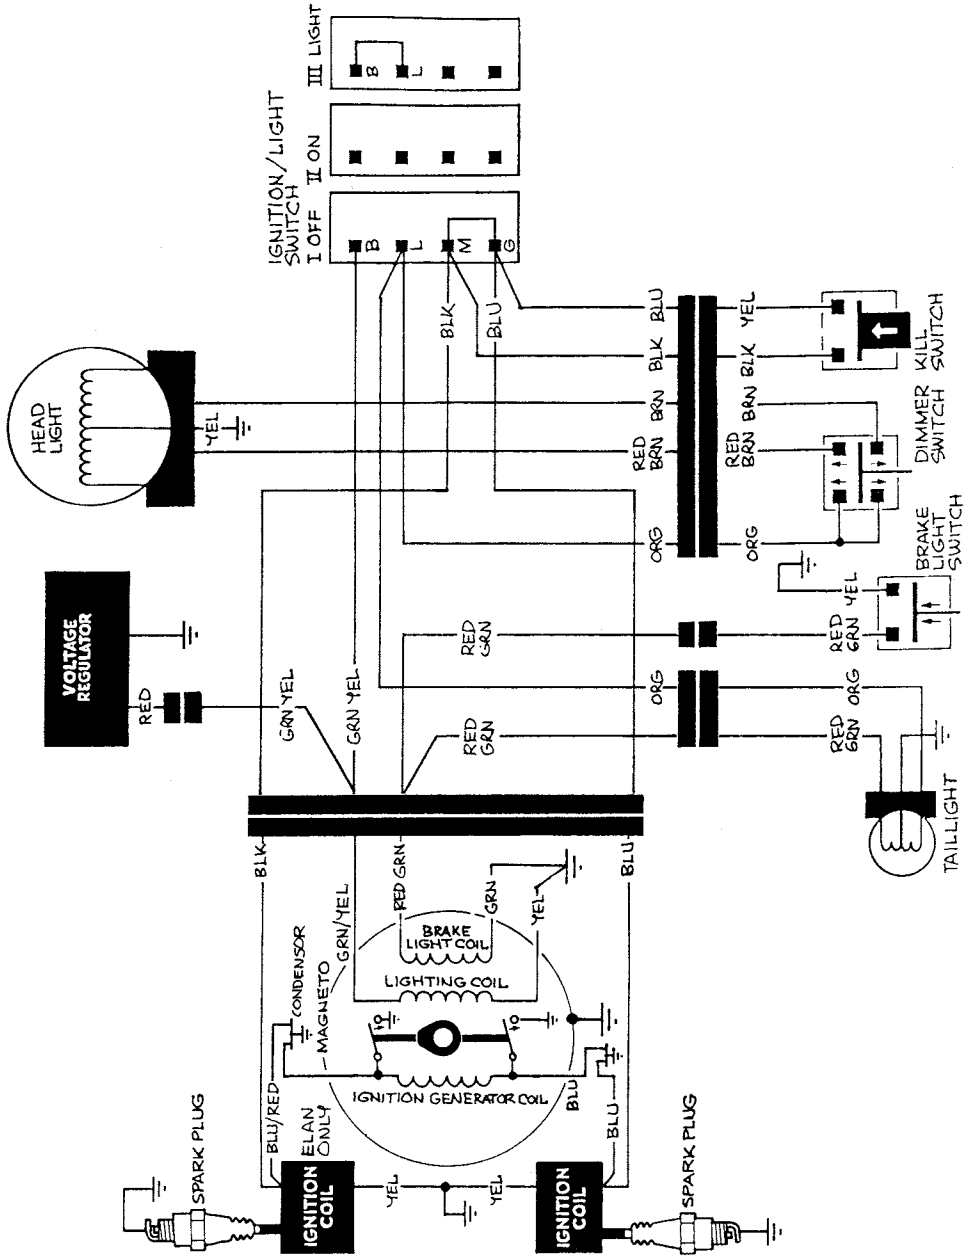 HEAD
LIGHT
YEL
VOLTAGE
REGULATOR
RED
IGNITION/LIGHT
SWITCH
I OFF
II ON
III LIGHT
B
L
M
G
B
L
BLK
BLU
BLU
BLK
BRN
RED
BRN
ORG
YEL
BLK
BRN
RED
BRN
ORG
KILL
SWITCH
DIMMER
SWITCH
BRAKE
LIGHT
SWITCH
YEL
RED
GRN
RED
GRN
ORG
ORG
RED
GRN
RED
GRN
TAILLIGHT
GRN YEL
GRN YEL
BLK
GRN/YEL
RED GRN
GRN
YEL
BLU
BRAKE
LIGHT COIL
LIGHTING COIL
MAGNETO
CONDENSOR
IGNITION GENERATOR COIL
BLU
BLU
BLU/RED
ELAN
ONLY
SPARK PLUG
IGNITION
COIL
YEL
YEL
IGNITION
COIL
SPARK PLUG